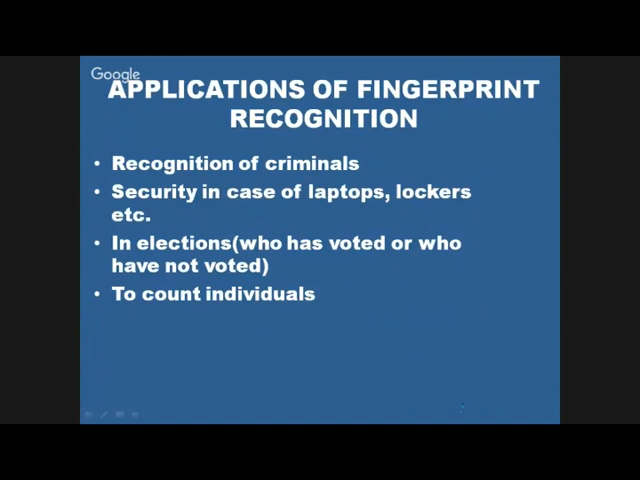 Google
APPLICATIONS OF FINGERPRINT
RECOGNITION
• Recognition of criminals
• Security in case of laptops, lockers
etc.
• In elections(who has voted or who
have not voted)
• To count individuals